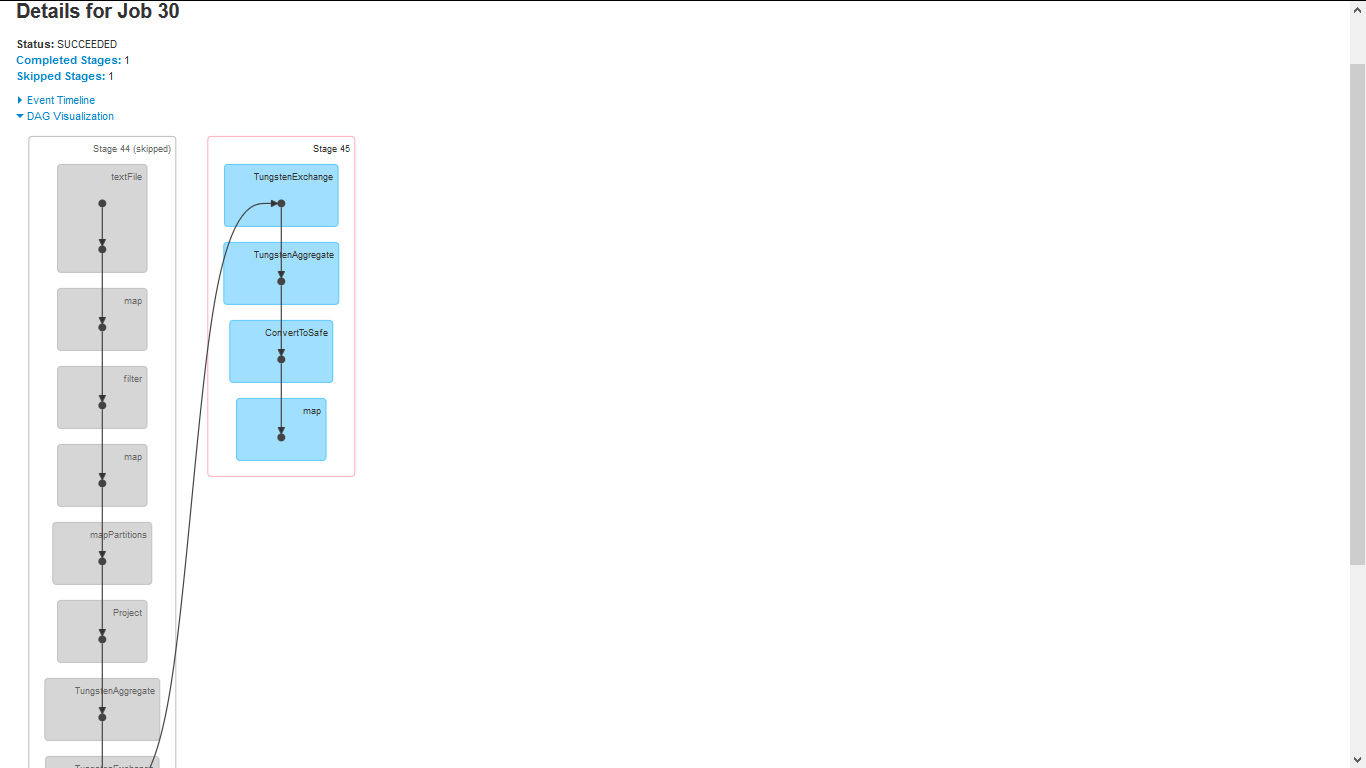 Details for Job 30
Status: SUCCEEDED
Completed Stages: 1
Skipped Stages: 1
Event Timeline
DAG Visualization
Stage 44 (skipped)
textFile
map
filter
map
mapPartitions
Project
TungstenAggregate
TungstenExchange
Stage 45
TungstenExchange
TungstenAggregate
ConvertToSafe
map